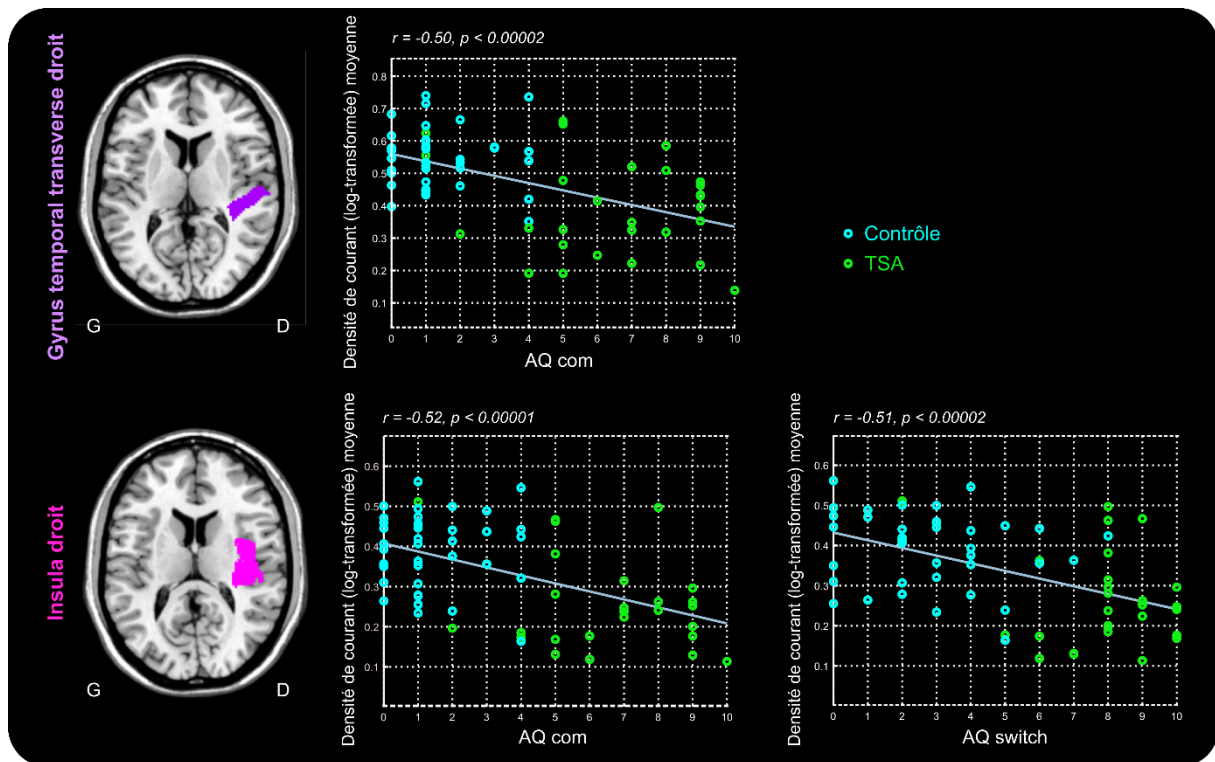 Gyrus temporal transverse droit
G
D
r = -0.50, p < 0.00002
Densité de courant (log-transformée) moyenne
0.8
0.7
0.6
0.5
0.4
0.3
0.2
0.1
0 1 2 3 4 5 6 7 8 9 10
AQ com
Contrôle
TSA
Insula droit
G
D
r = -0.52, p < 0.00001
Densité de courant (log-transformée) moyenne
0.6
0.5
0.4
0.3
0.2
0.1
0 1 2 3 4 5 6 7 8 9 10
AQ com
r = -0.51, p < 0.00002
Densité de courant (log-transformée) moyenne
0.6
0.5
0.4
0.3
0.2
0.1
0 1 2 3 4 5 6 7 8 9 10
AQ switch